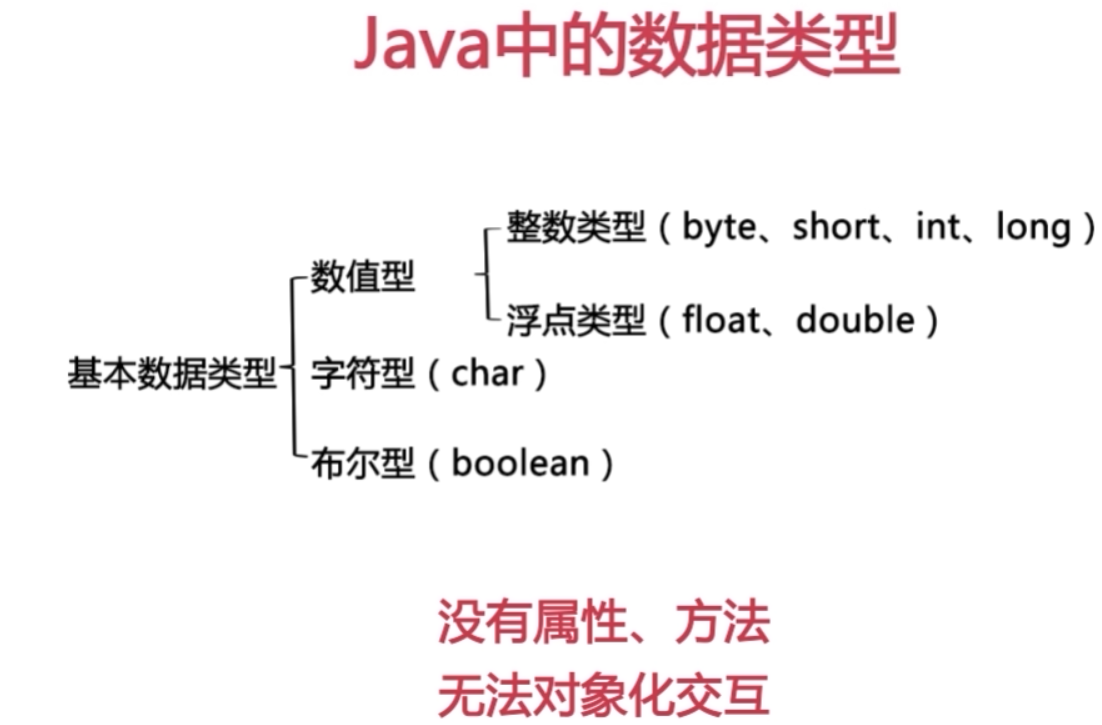 Java中的数据类型
整数类型（byte、short、int、long）
数值型
浮点类型（float、double）
基本数据类型
字符型（char）
布尔型（boolean）
没有属性、方法
无法对象化交互